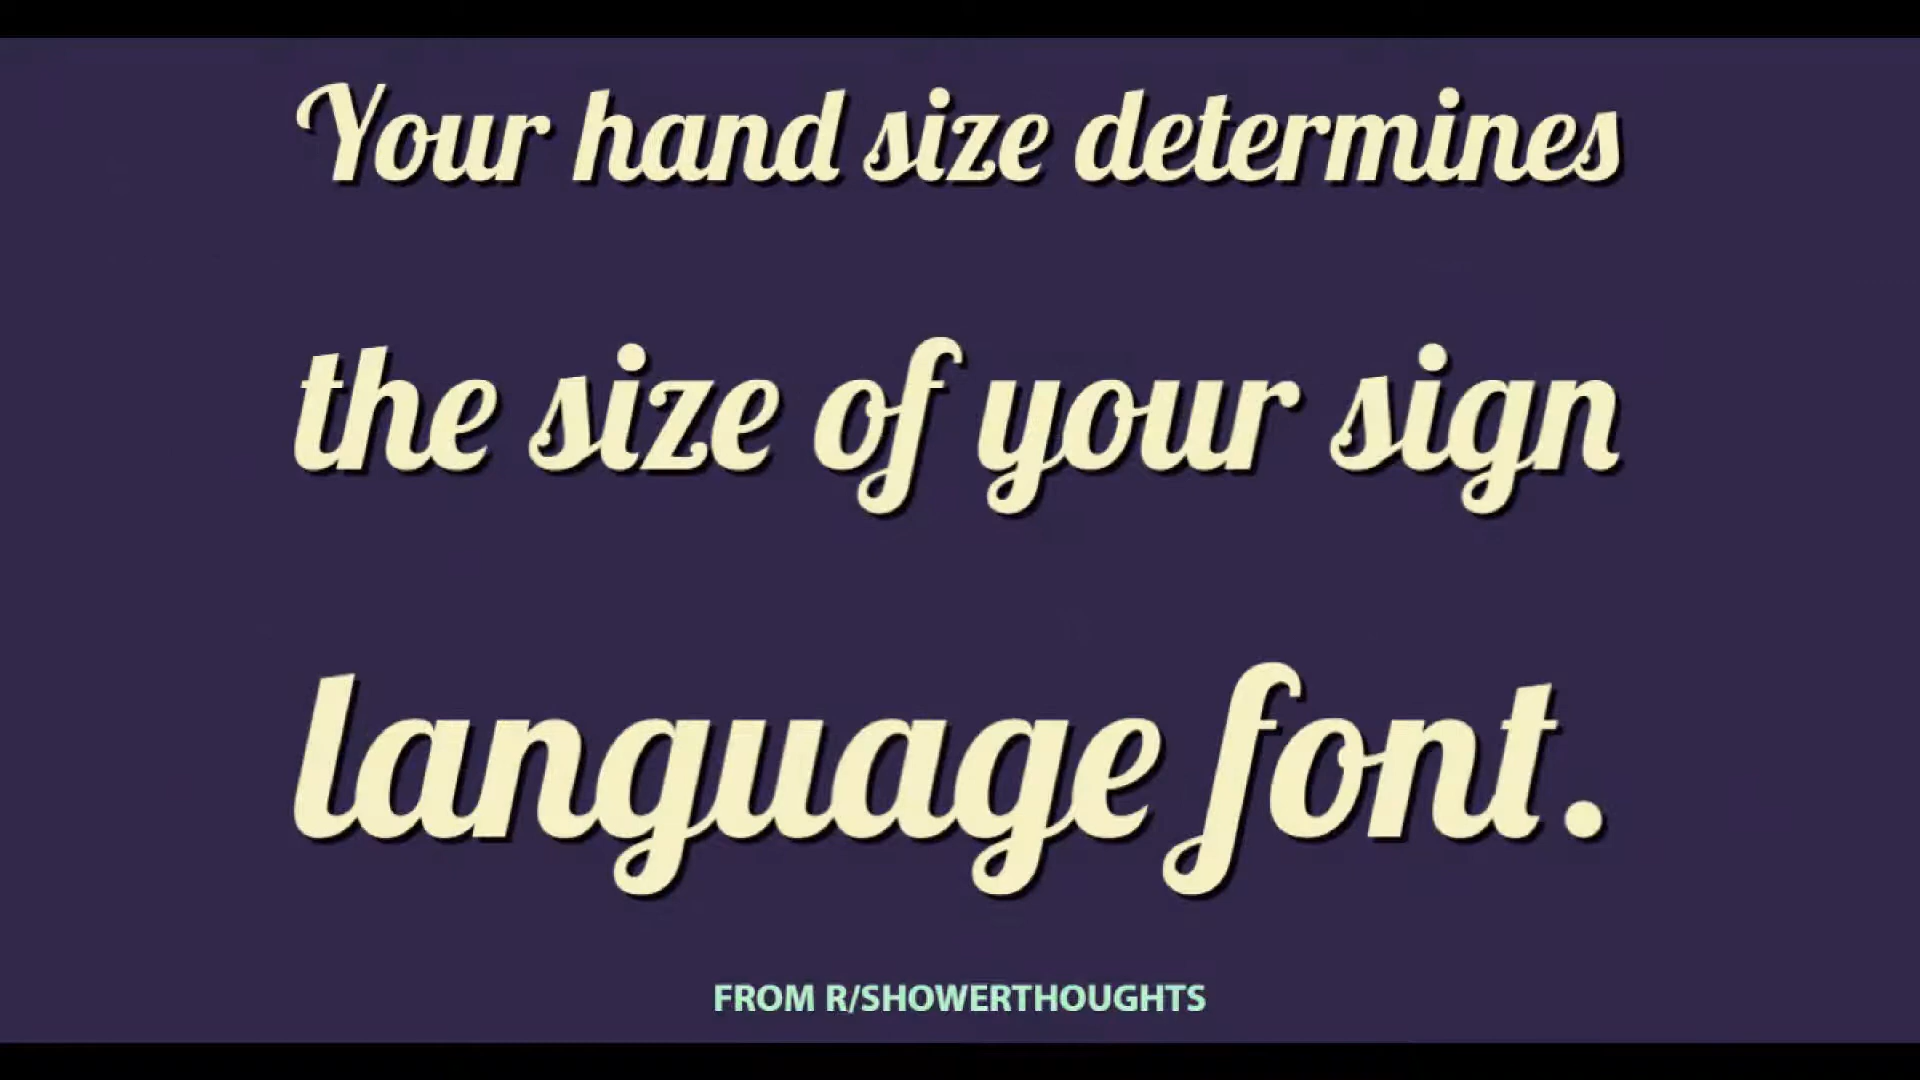 Your hand size determines
the size of your sign
language font.
FROM R/SHOWERTHOUGHTS